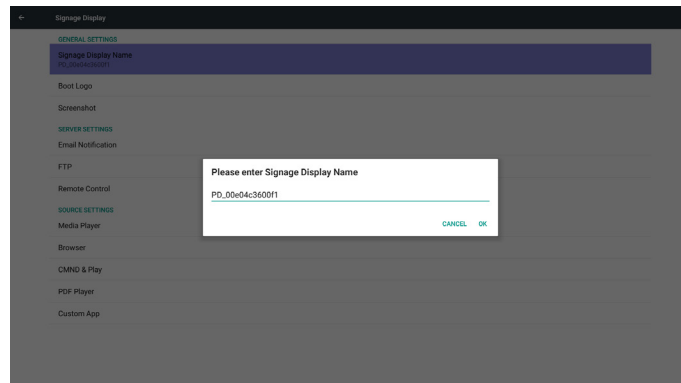 Signage Display
GENERAL SETTINGS
Signage Display Name
PD_00e04c3600f1
Boot Logo
Screenshot
SERVER SETTINGS
Email Notification
FTP
Remote Control
SOURCE SETTINGS
Media Player
Browser
CMND & Play
PDF Player
Custom App
Please enter Signage Display Name
PD_00e04c3600f1
CANCEL OK